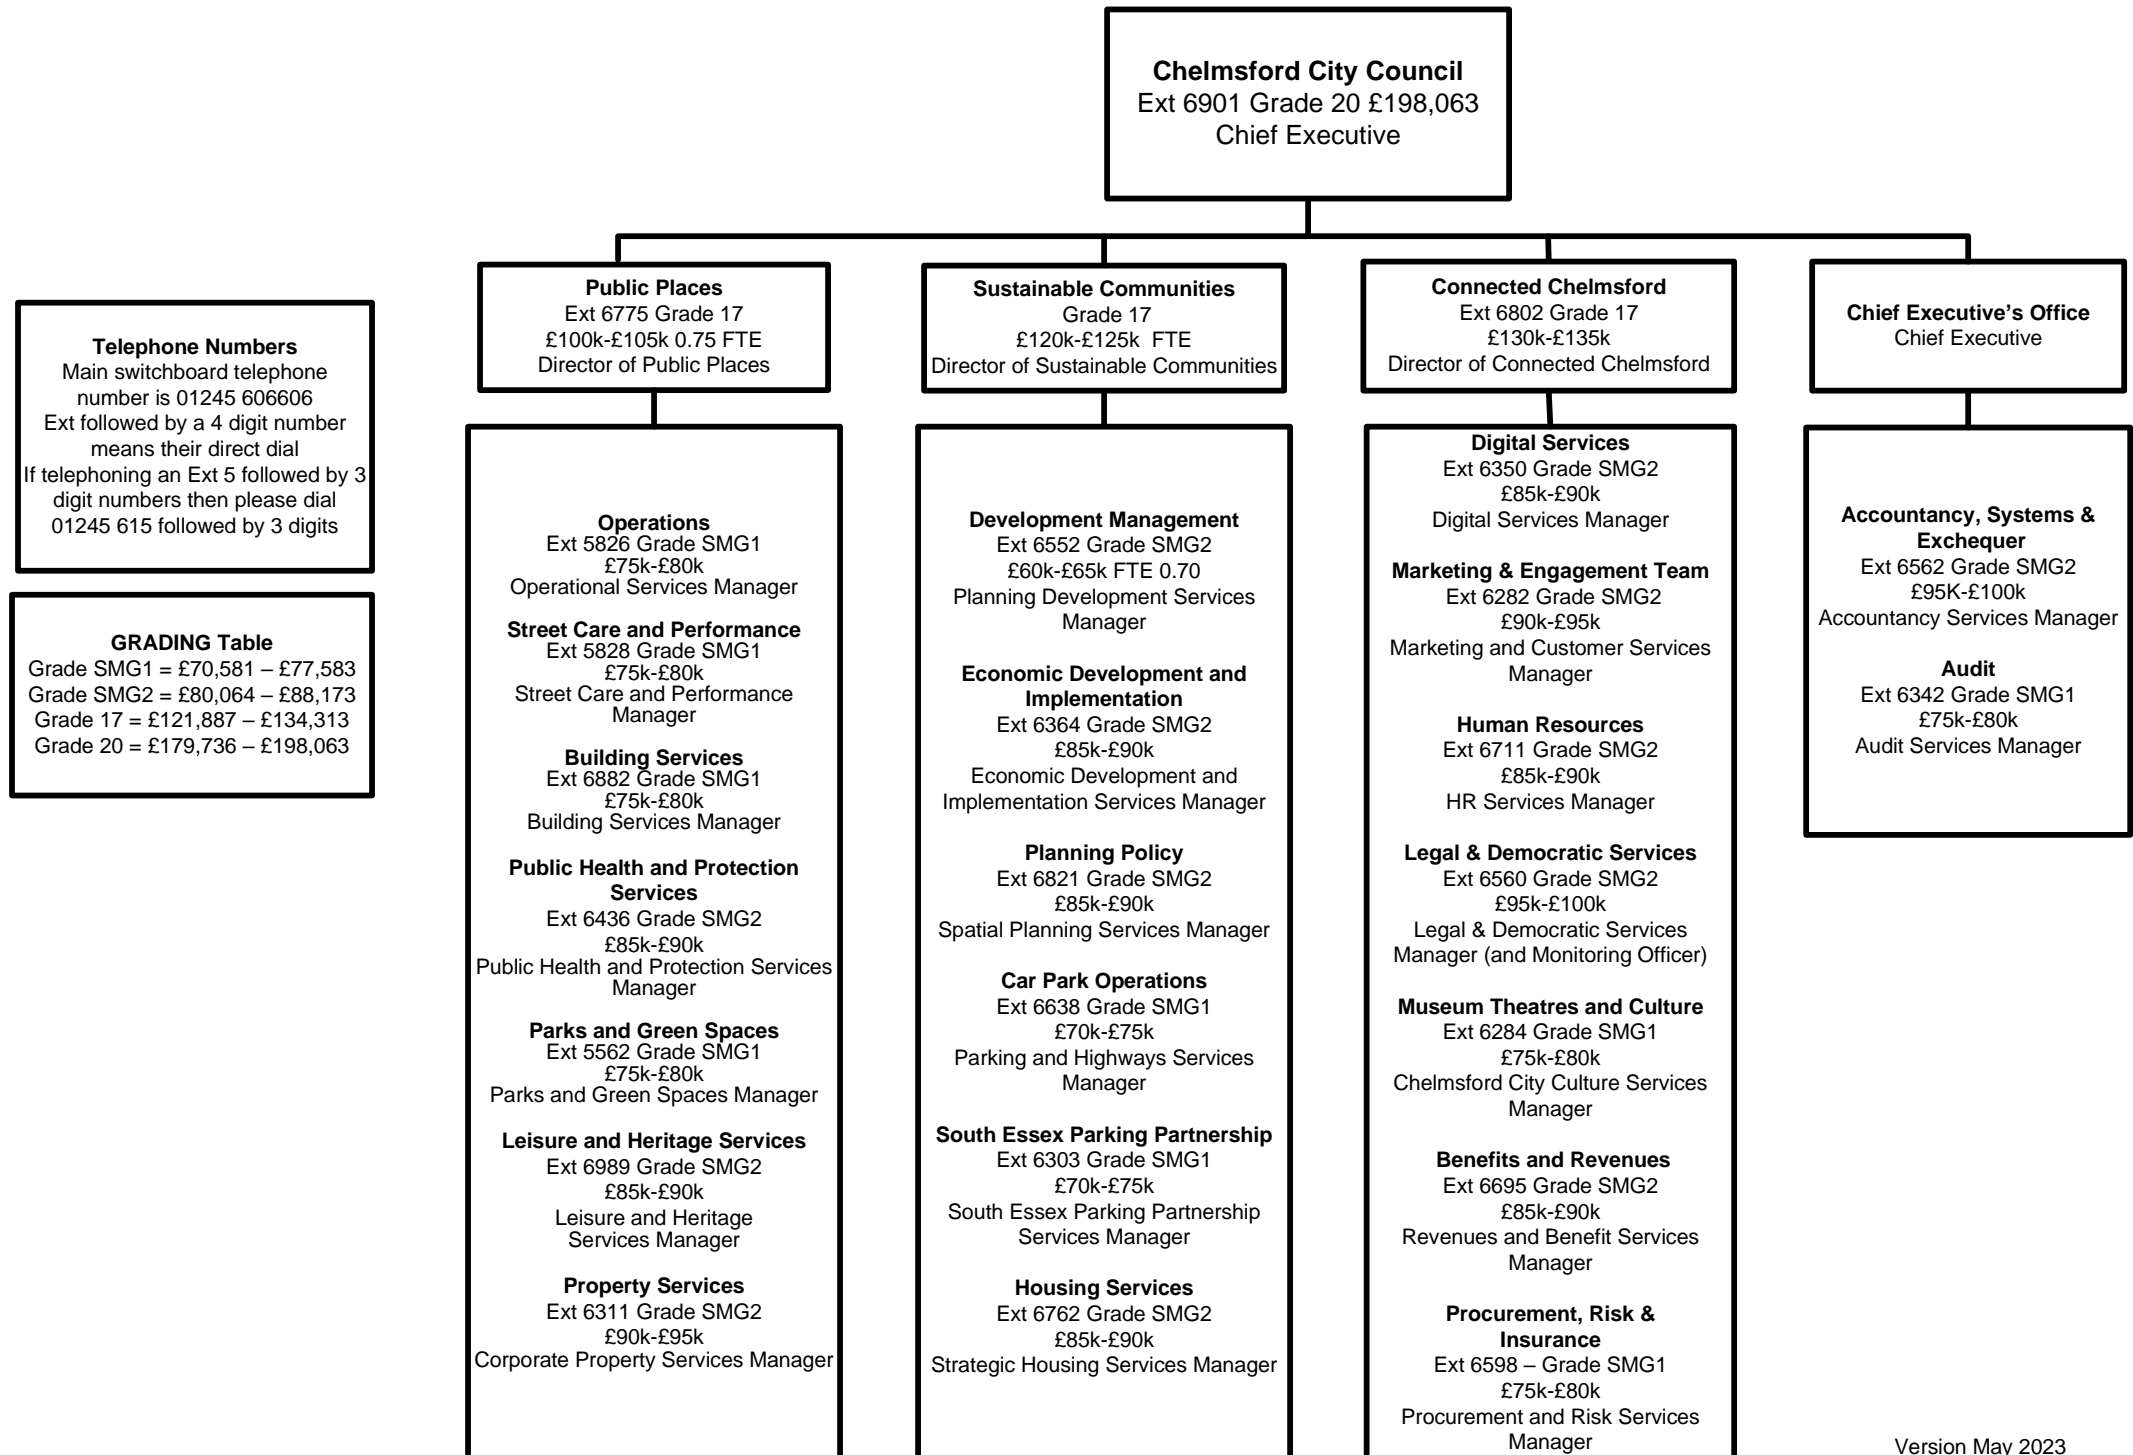 Chelmsford City Council
Ext 6901 Grade 20 £198,063
Chief Executive
Telephone Numbers
Main switchboard telephone
number is 01245 606606
Ext followed by a 4 digit number
means their direct dial
If telephoning an Ext 5 followed by 3
digit numbers then please dial
01245 615 followed by 3 digits
GRADING Table
Grade SMG1 = £70,581 – £77,583
Grade SMG2 = £80,064 – £88,173
Grade 17 = £121,887 – £134,313
Grade 20 = £179,736 – £198,063
Public Places
Ext 6775 Grade 17
£100k-£105k 0.75 FTE
Director of Public Places
Operations
Ext 5826 Grade SMG1
£75k-£80k
Operational Services Manager
Street Care and Performance
Ext 5828 Grade SMG1
£75k-£80k
Street Care and Performance
Manager
Building Services
Ext 6882 Grade SMG1
£75k-£80k
Building Services Manager
Public Health and Protection
Services
Ext 6436 Grade SMG2
£85k-£90k
Public Health and Protection Services
Manager
Parks and Green Spaces
Ext 5562 Grade SMG1
£75k-£80k
Parks and Green Spaces Manager
Leisure and Heritage Services
Ext 6989 Grade SMG2
£85k-£90k
Leisure and Heritage
Services Manager
Property Services
Ext 6311 Grade SMG2
£90k-£95k
Corporate Property Services Manager
Sustainable Communities
Grade 17
£120k-£125k FTE
Director of Sustainable Communities
Development Management
Ext 6552 Grade SMG2
£60k-£65k FTE 0.70
Planning Development Services
Manager
Economic Development and
Implementation
Ext 6364 Grade SMG2
£85k-£90k
Economic Development and
Implementation Services Manager
Planning Policy
Ext 6821 Grade SMG2
£85k-£90k
Spatial Planning Services Manager
Car Park Operations
Ext 6638 Grade SMG1
£70k-£75k
Parking and Highways Services
Manager
South Essex Parking Partnership
Ext 6303 Grade SMG1
£70k-£75k
South Essex Parking Partnership
Services Manager
Housing Services
Ext 6762 Grade SMG2
£85k-£90k
Strategic Housing Services Manager
Connected Chelmsford
Ext 6802 Grade 17
£130k-£135k
Director of Connected Chelmsford
Digital Services
Ext 6350 Grade SMG2
£85k-£90k
Digital Services Manager
Marketing & Engagement Team
Ext 6282 Grade SMG2
£90k-£95k
Marketing and Customer Services
Manager
Human Resources
Ext 6711 Grade SMG2
£85k-£90k
HR Services Manager
Legal & Democratic Services
Ext 6560 Grade SMG2
£95k-£100k
Legal & Democratic Services
Manager (and Monitoring Officer)
Museum Theatres and Culture
Ext 6284 Grade SMG1
£75k-£80k
Chelmsford City Culture Services
Manager
Benefits and Revenues
Ext 6695 Grade SMG2
£85k-£90k
Revenues and Benefit Services
Manager
Procurement, Risk &
Insurance
Ext 6598 – Grade SMG1
£75k-£80k
Procurement and Risk Services
Manager
Chief Executive’s Office
Chief Executive
Accountancy, Systems &
Exchequer
Ext 6562 Grade SMG2
£95K-£100k
Accountancy Services Manager
Audit
Ext 6342 Grade SMG1
£75k-£80k
Audit Services Manager
Version May 2023